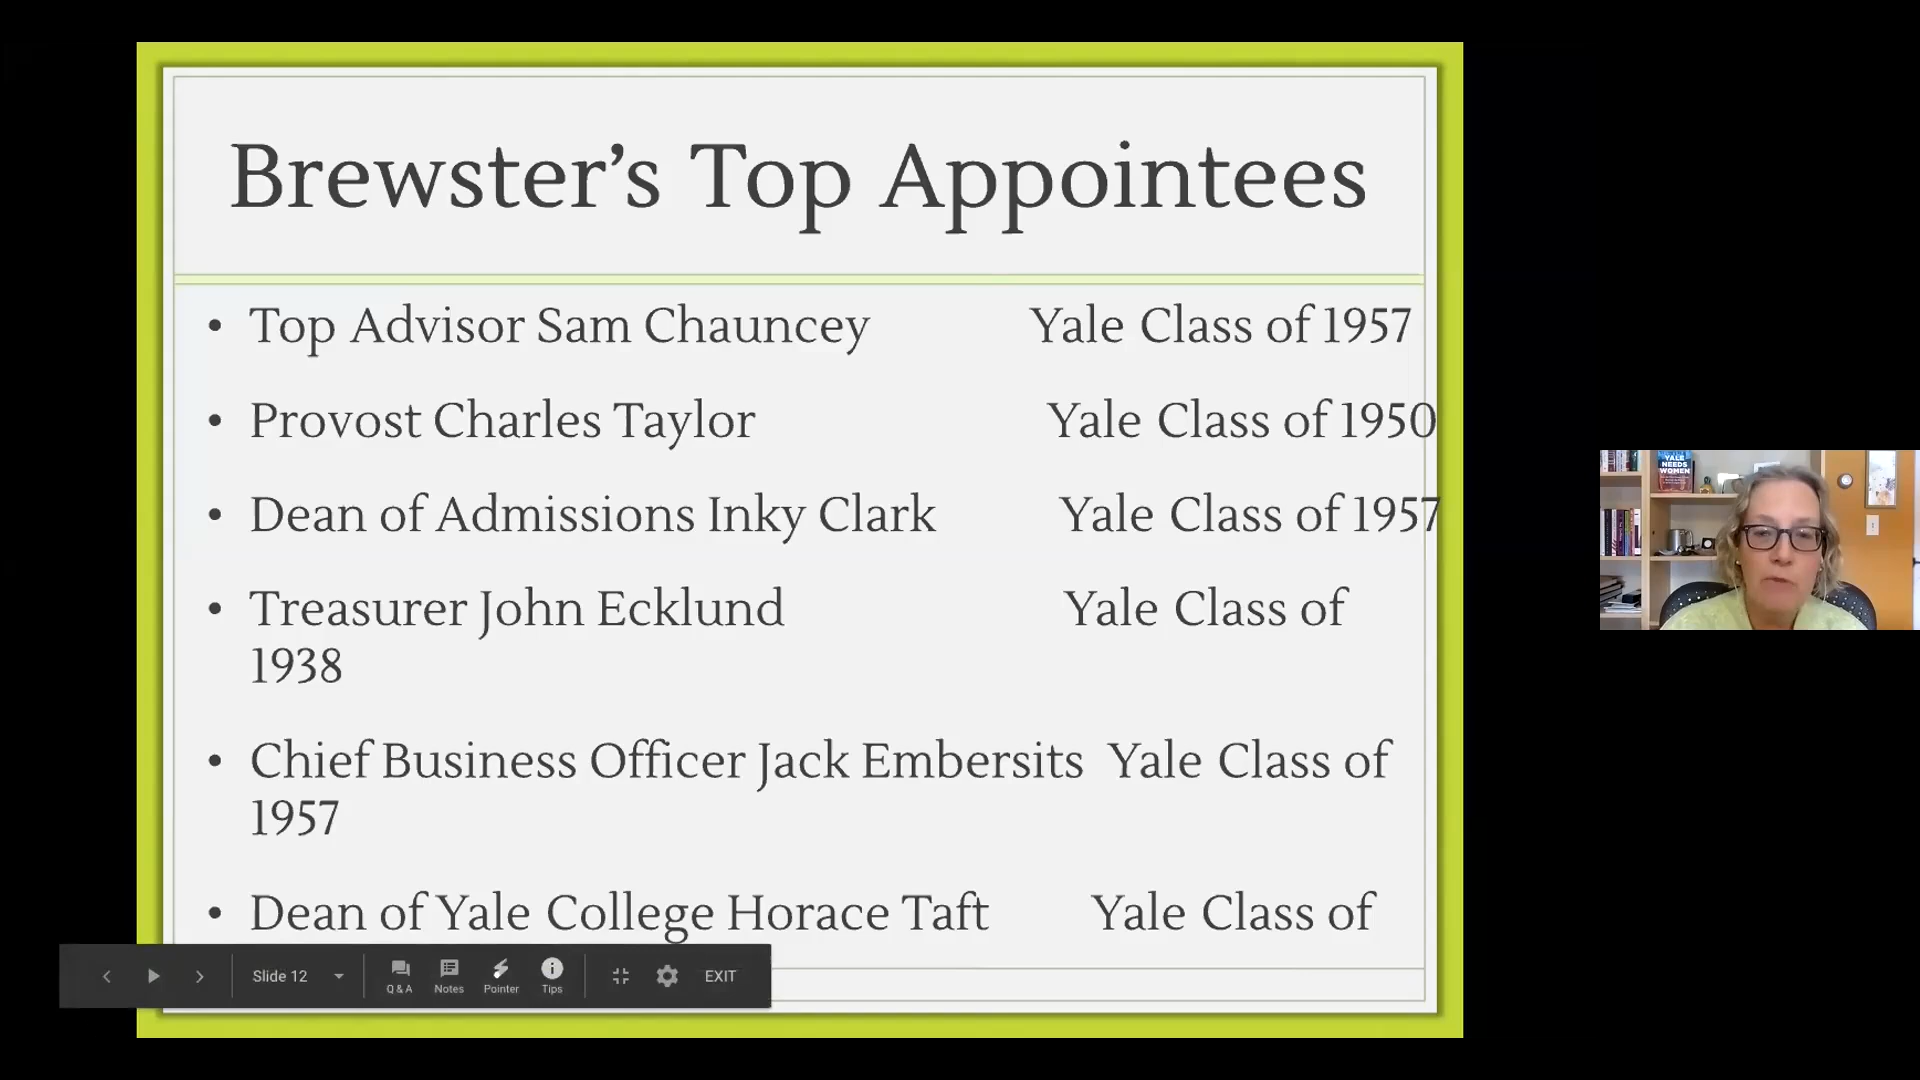 Brewster’s Top Appointees
• Top Advisor Sam Chauncey Yale Class of 1957
• Provost Charles Taylor Yale Class of 1950
• Dean of Admissions Inky Clark Yale Class of 1957
• Treasurer John Ecklund Yale Class of
1938
• Chief Business Officer Jack Embersits Yale Class of
1957
• Dean of Yale College Horace Taft Yale Class of
Slide 12
Q & A
Notes
Pointer
Tips
EXIT
YALE
NEEDS
WOMEN